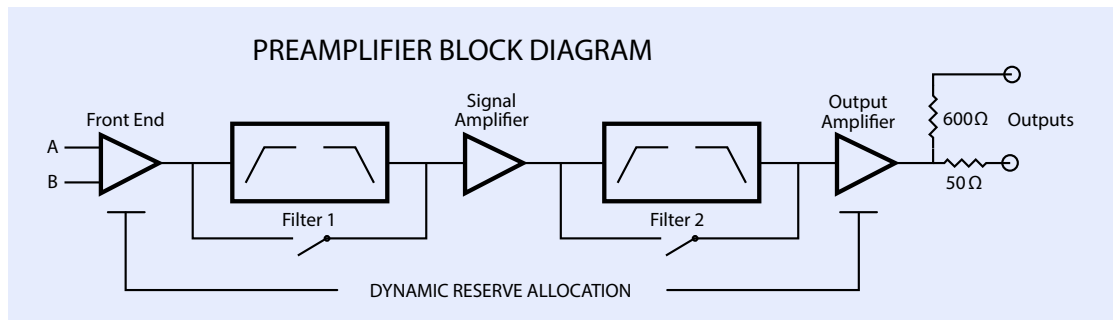 PREAMPLIFIER BLOCK DIAGRAM
Front End
Signal
Amplifier
Output
Amplifier
A
B
600Ω
Outputs
50Ω
Filter 1
Filter 2
DYNAMIC RESERVE ALLOCATION